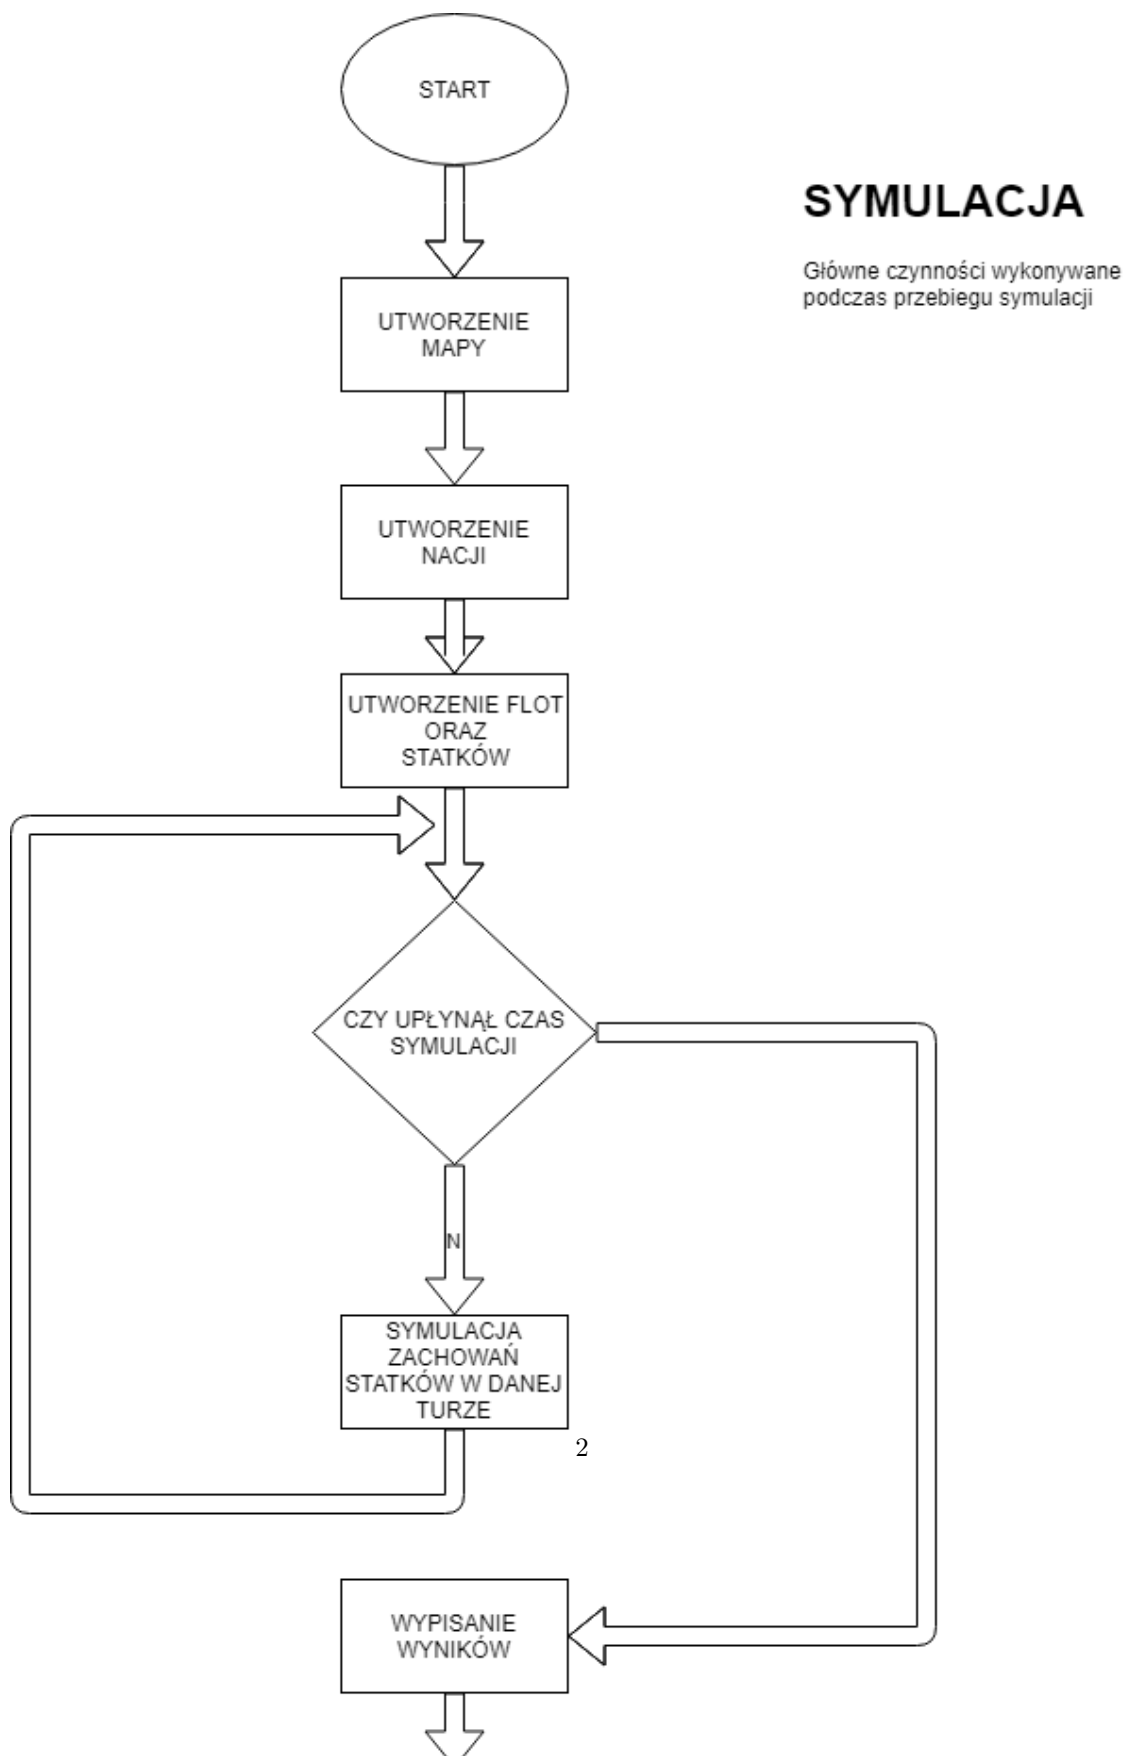 START
SYMULACJA
Główne czynności wykonywane
podczas przebiegu symulacji
UTWORZENIE
MAPY
UTWORZENIE
NACJI
UTWORZENIE FLOT
ORAZ
STATKÓW
CZY UPŁYNĄŁ CZAS
SYMULACJI
N
SYMULACJA
ZACHOWAŃ
STATKÓW W DANEJ
TURZE
2
WYPISANIE
WYNIKÓW